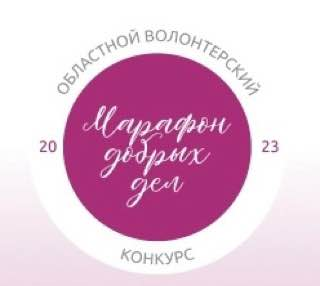 ОБЛАСТНОЙ ВОЛОНТЕРСКИЙ
Марафон
добрых
дел
20 23
КОНКУРС